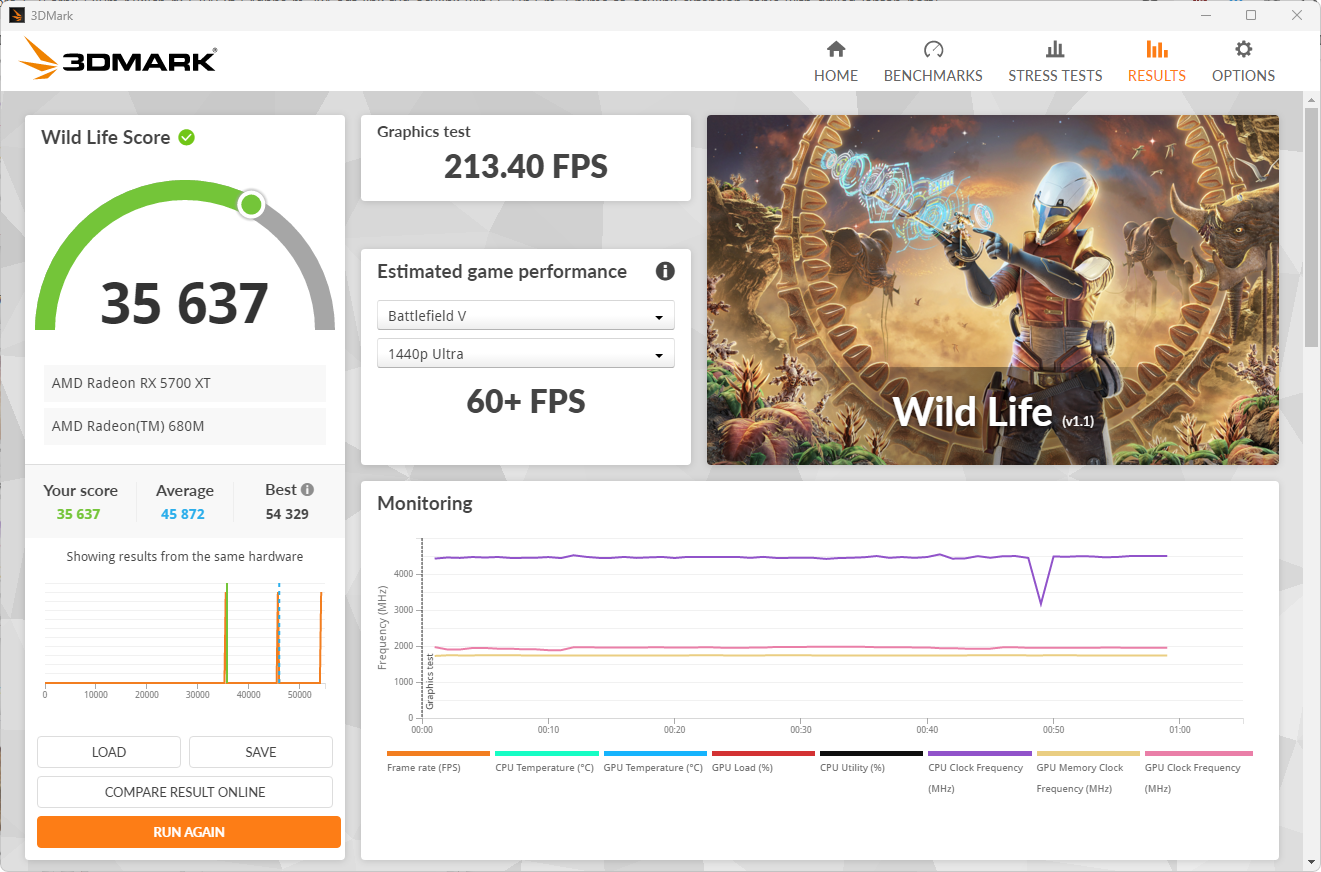 3DMark
3DMARK®
HOME
BENCHMARKS
STRESS TESTS
RESULTS
OPTIONS
Wild Life Score
35 637
AMD Radeon RX 5700 XT
AMD Radeon(TM) 680M
Your score
Average
Best
35 637
45 872
54 329
Showing results from the same hardware
0 10000 20000 30000 40000 50000
LOAD
SAVE
COMPARE RESULT ONLINE
RUN AGAIN
Graphics test
213.40 FPS
Estimated game performance
Battlefield V
1440p Ultra
60+ FPS
Wild Life (v1.1)
Monitoring
Frequency (MHz)
4000
3000
2000
1000
0
Graphics test
00:00 00:10 00:20 00:30 00:40 00:50 01:00
Frame rate (FPS)
CPU Temperature (°C)
GPU Temperature (°C)
GPU Load (%)
CPU Utility (%)
CPU Clock Frequency
(MHz)
GPU Memory Clock
Frequency (MHz)
GPU Clock Frequency
(MHz)